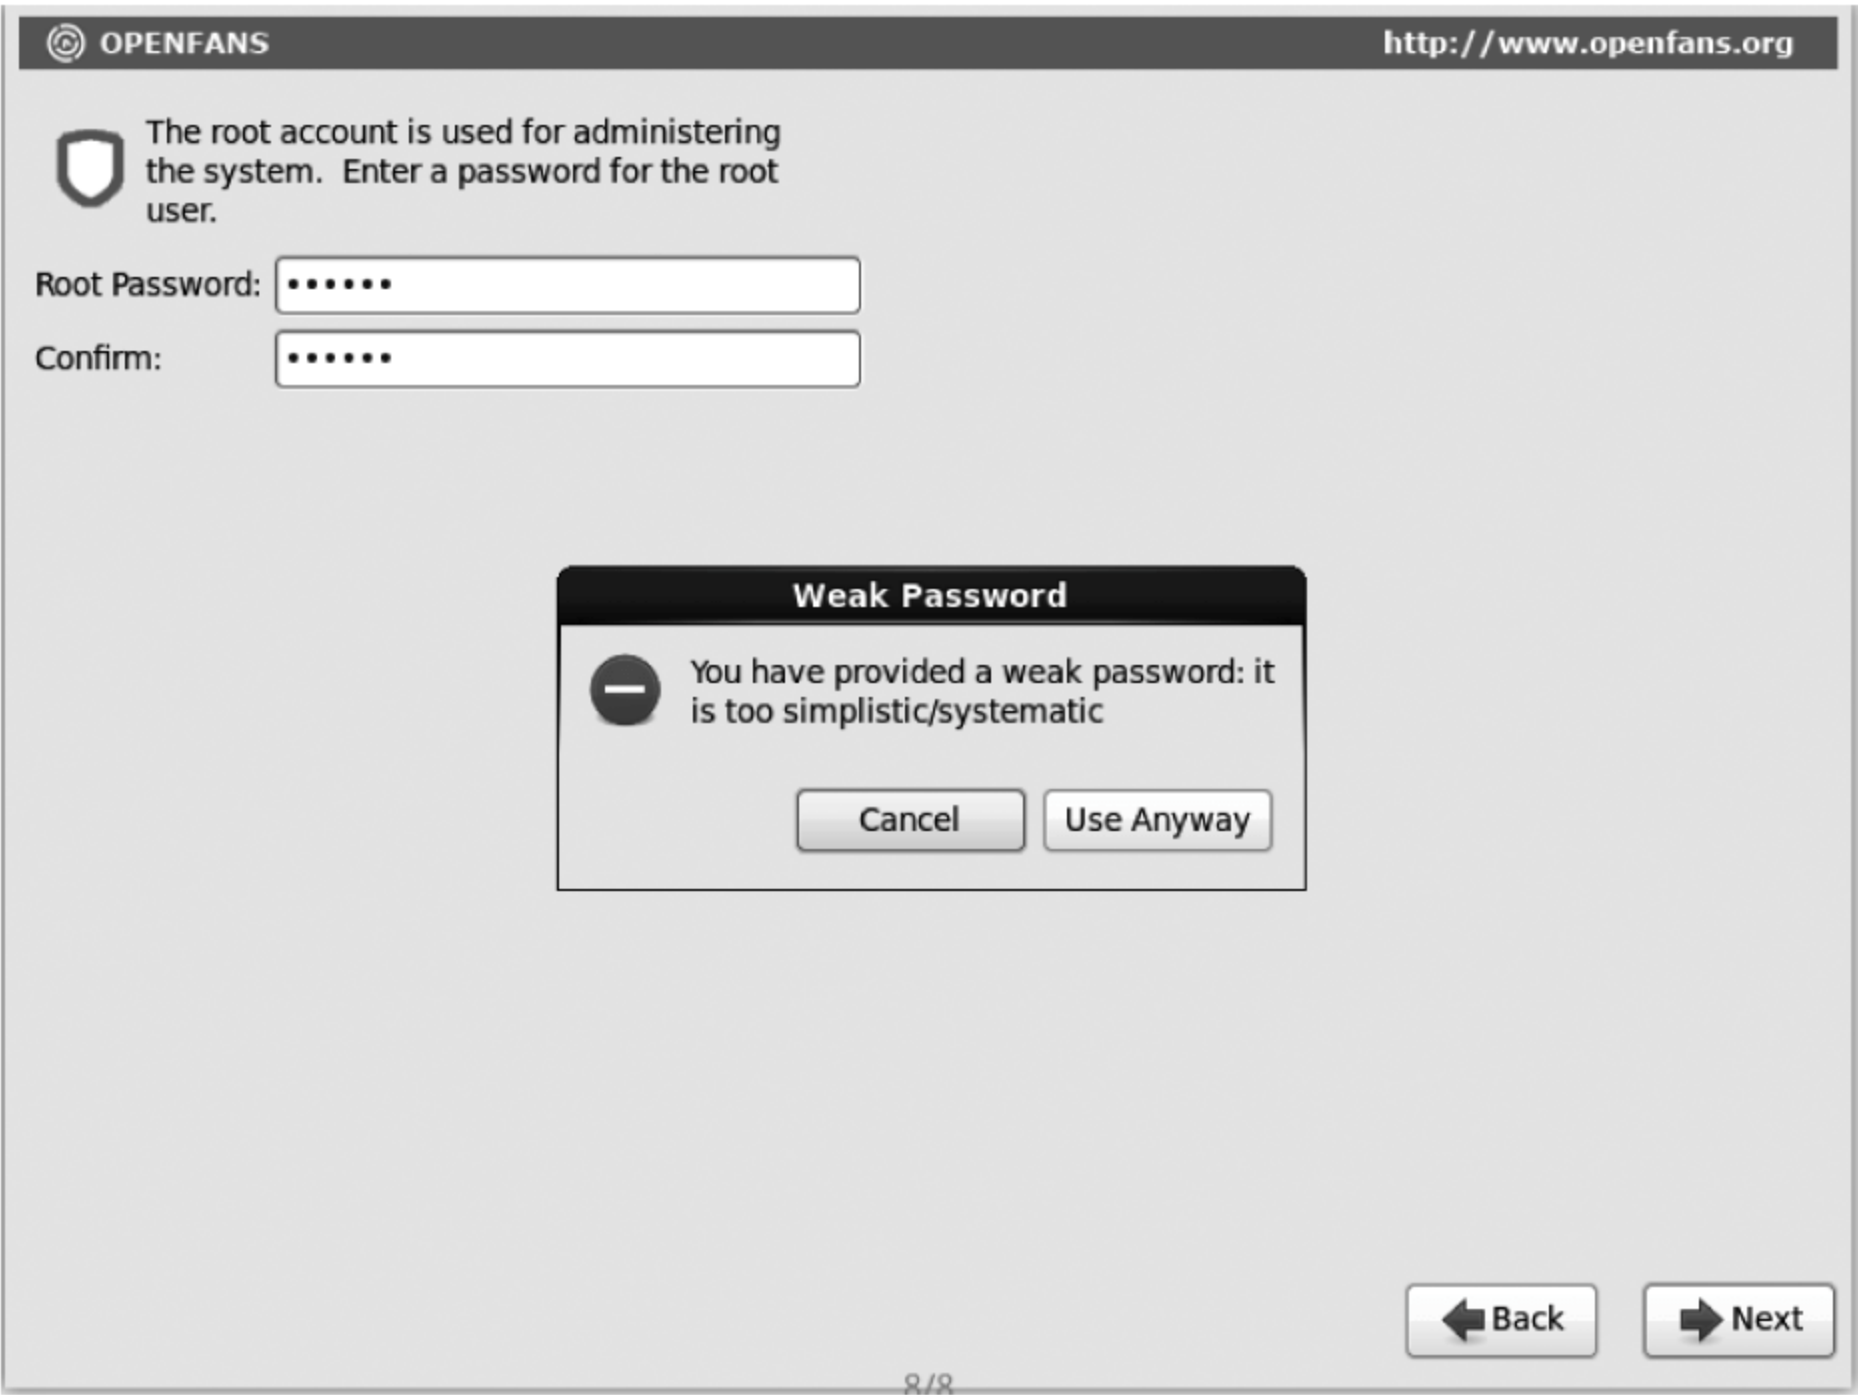 OPENFANS
http://www.openfans.org
The root account is used for administering
the system.  Enter a password for the root
user.
Root Password: ••••••
Confirm: ••••••
Weak Password
You have provided a weak password: it
is too simplistic/systematic
Cancel
Use Anyway
Back
Next
8/8